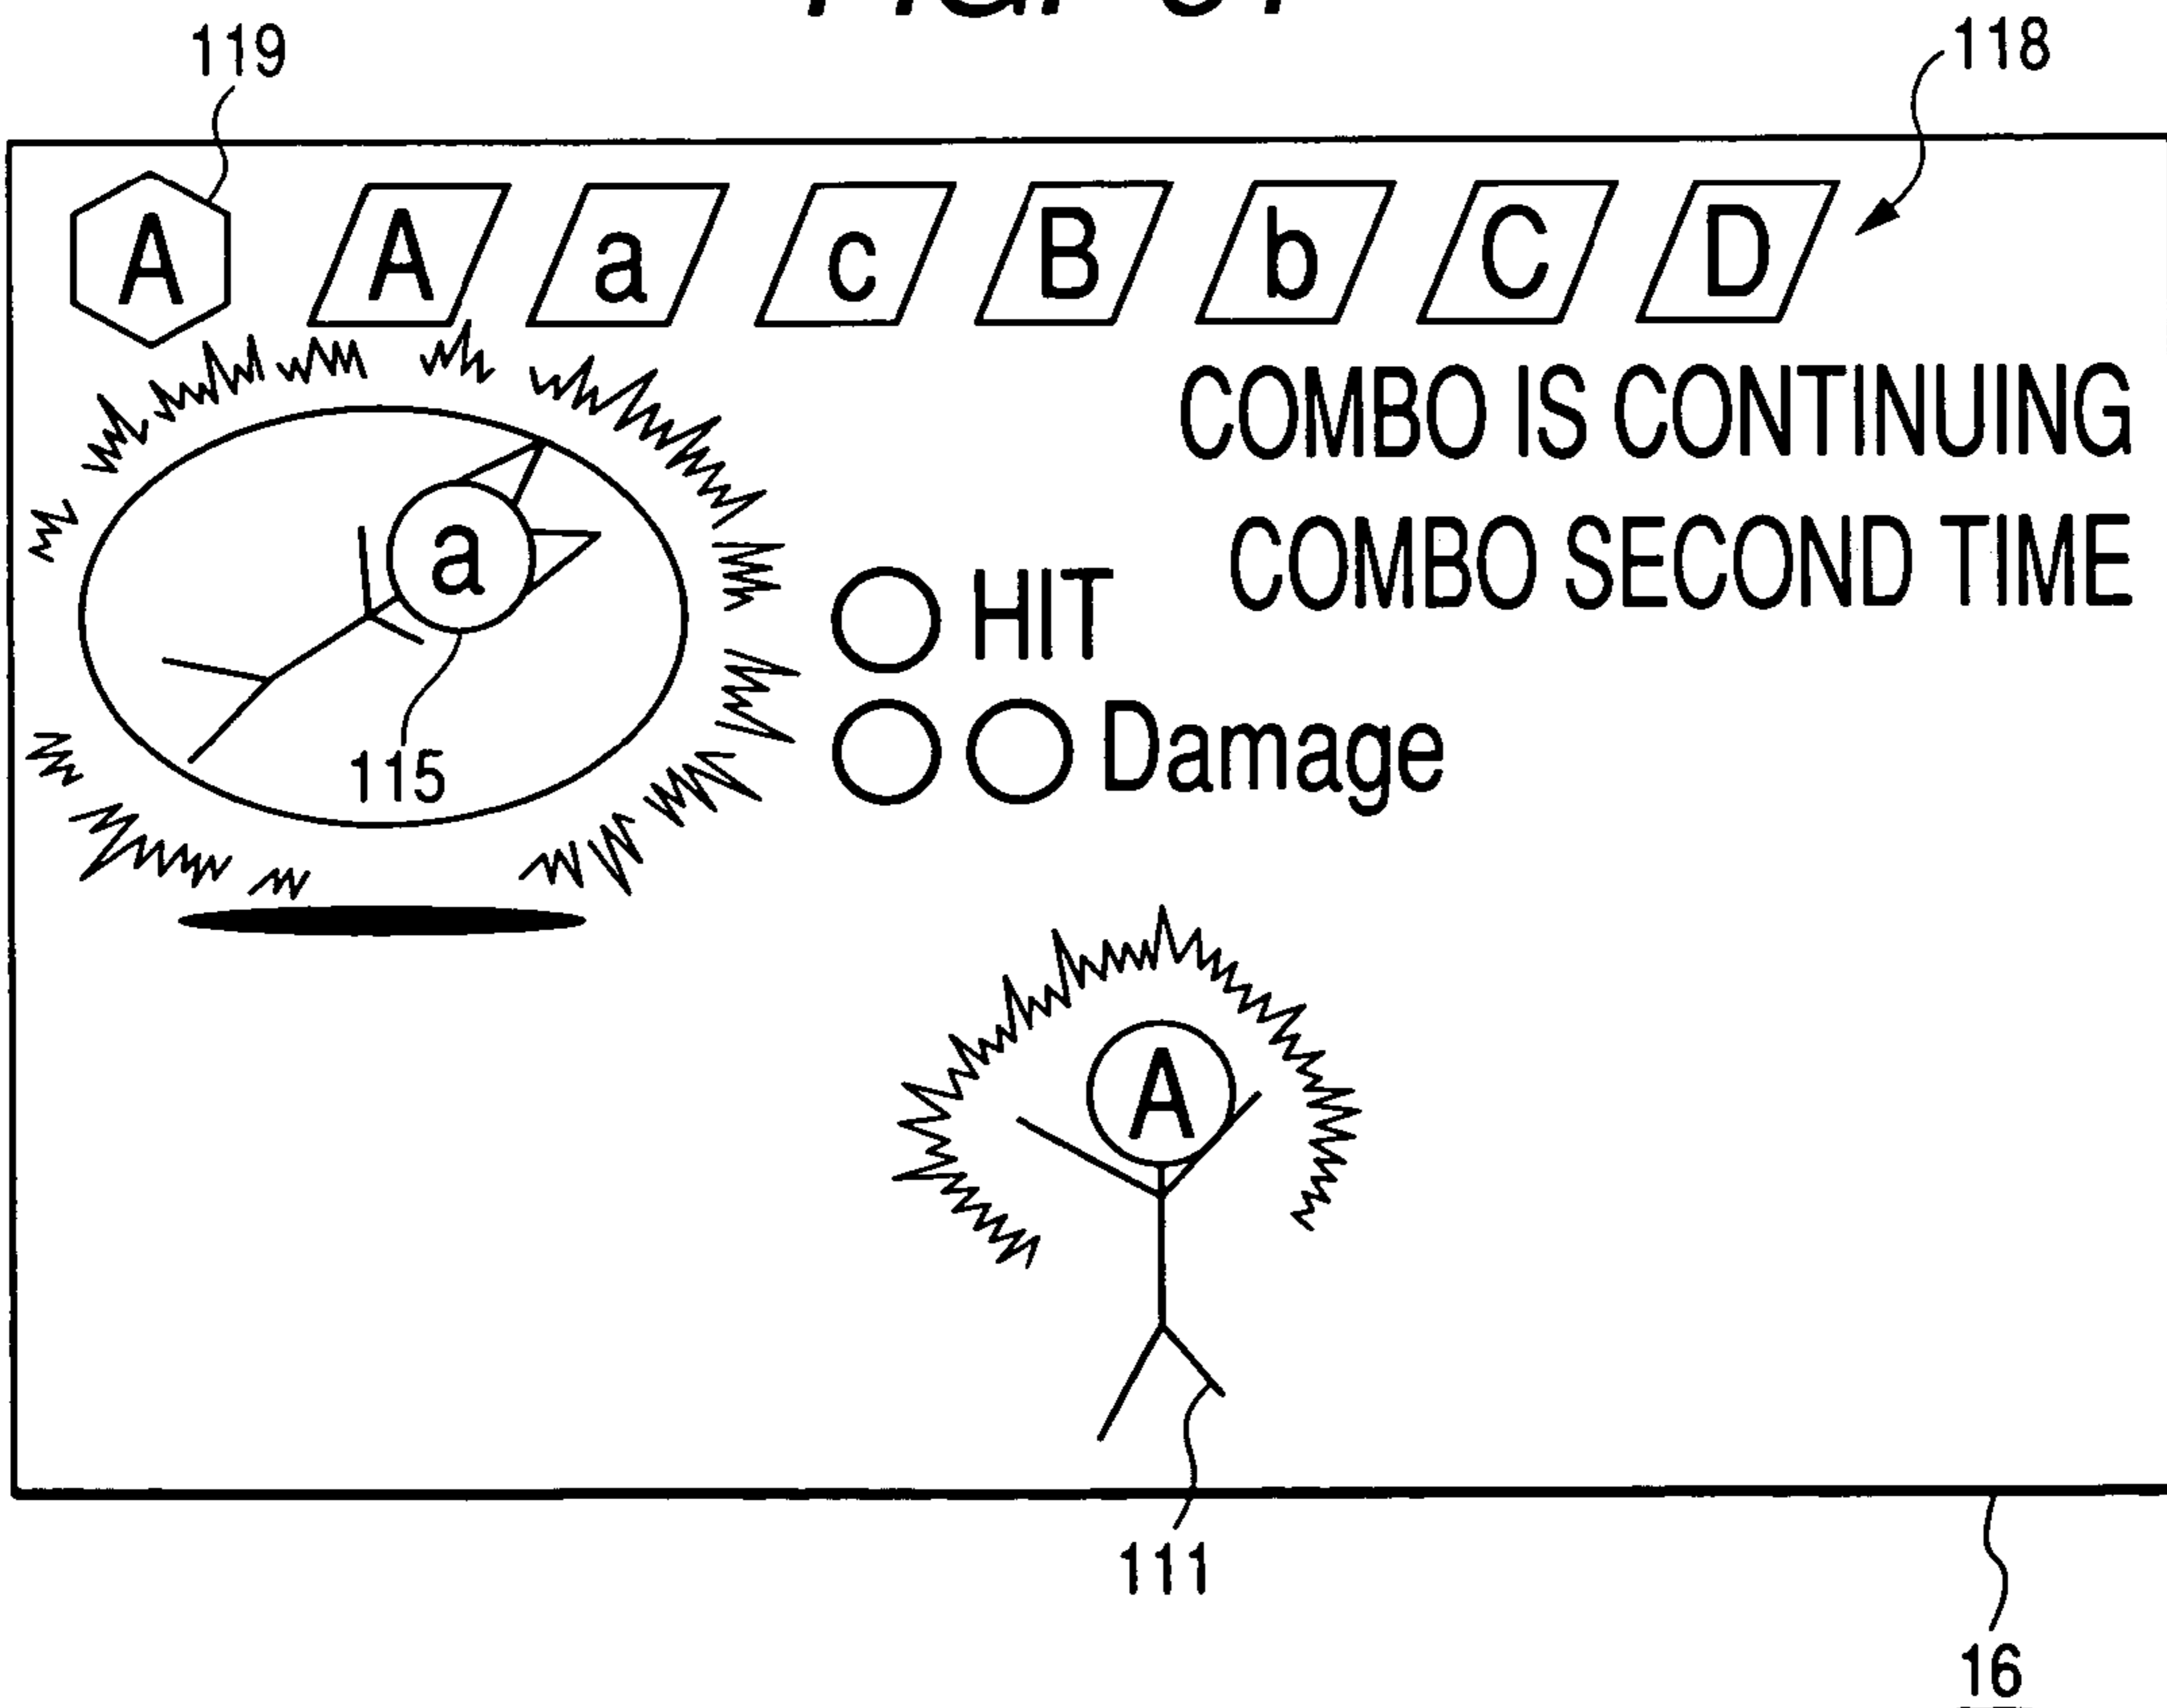 119
118
A A a c B b C D
COMBO IS CONTINUING
COMBO SECOND TIME
a
HIT
Damage
115
A
111
16